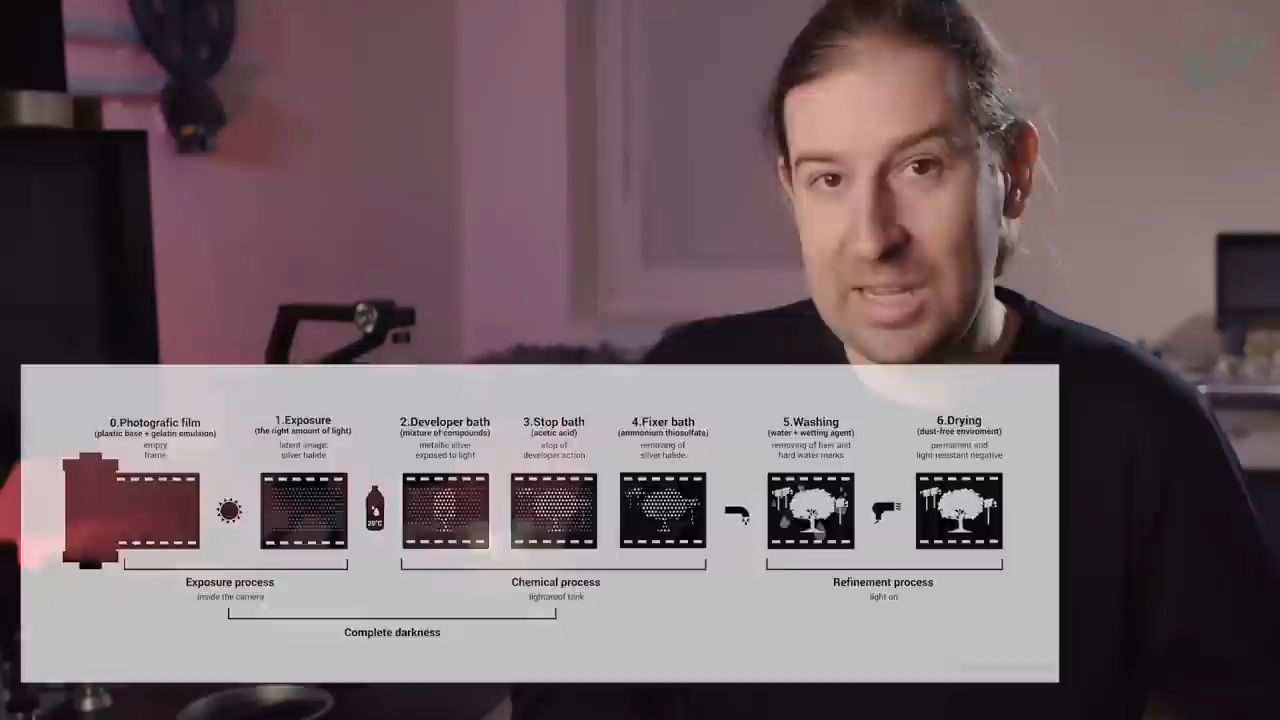 0.Photografic film
(plastic base + gelatin emulsion)
empty
frame
1.Exposure
(the right amount of light)
latent image:
silver halide
20°C
2.Developer bath
(mixture of compounds)
metallic silver
exposed to light
3.Stop bath
(acetic acid)
stop of
developer action
4.Fixer bath
(ammonium thiosulfate)
removing of
silver halide
5.Washing
(water + wetting agent)
removing of fixer and
hard water marks
6.Drying
(dust-free enviroment)
permanent and
light-resistant negative
Exposure process
inside the camera
Chemical process
lightproof tank
Refinement process
light on
Complete darkness